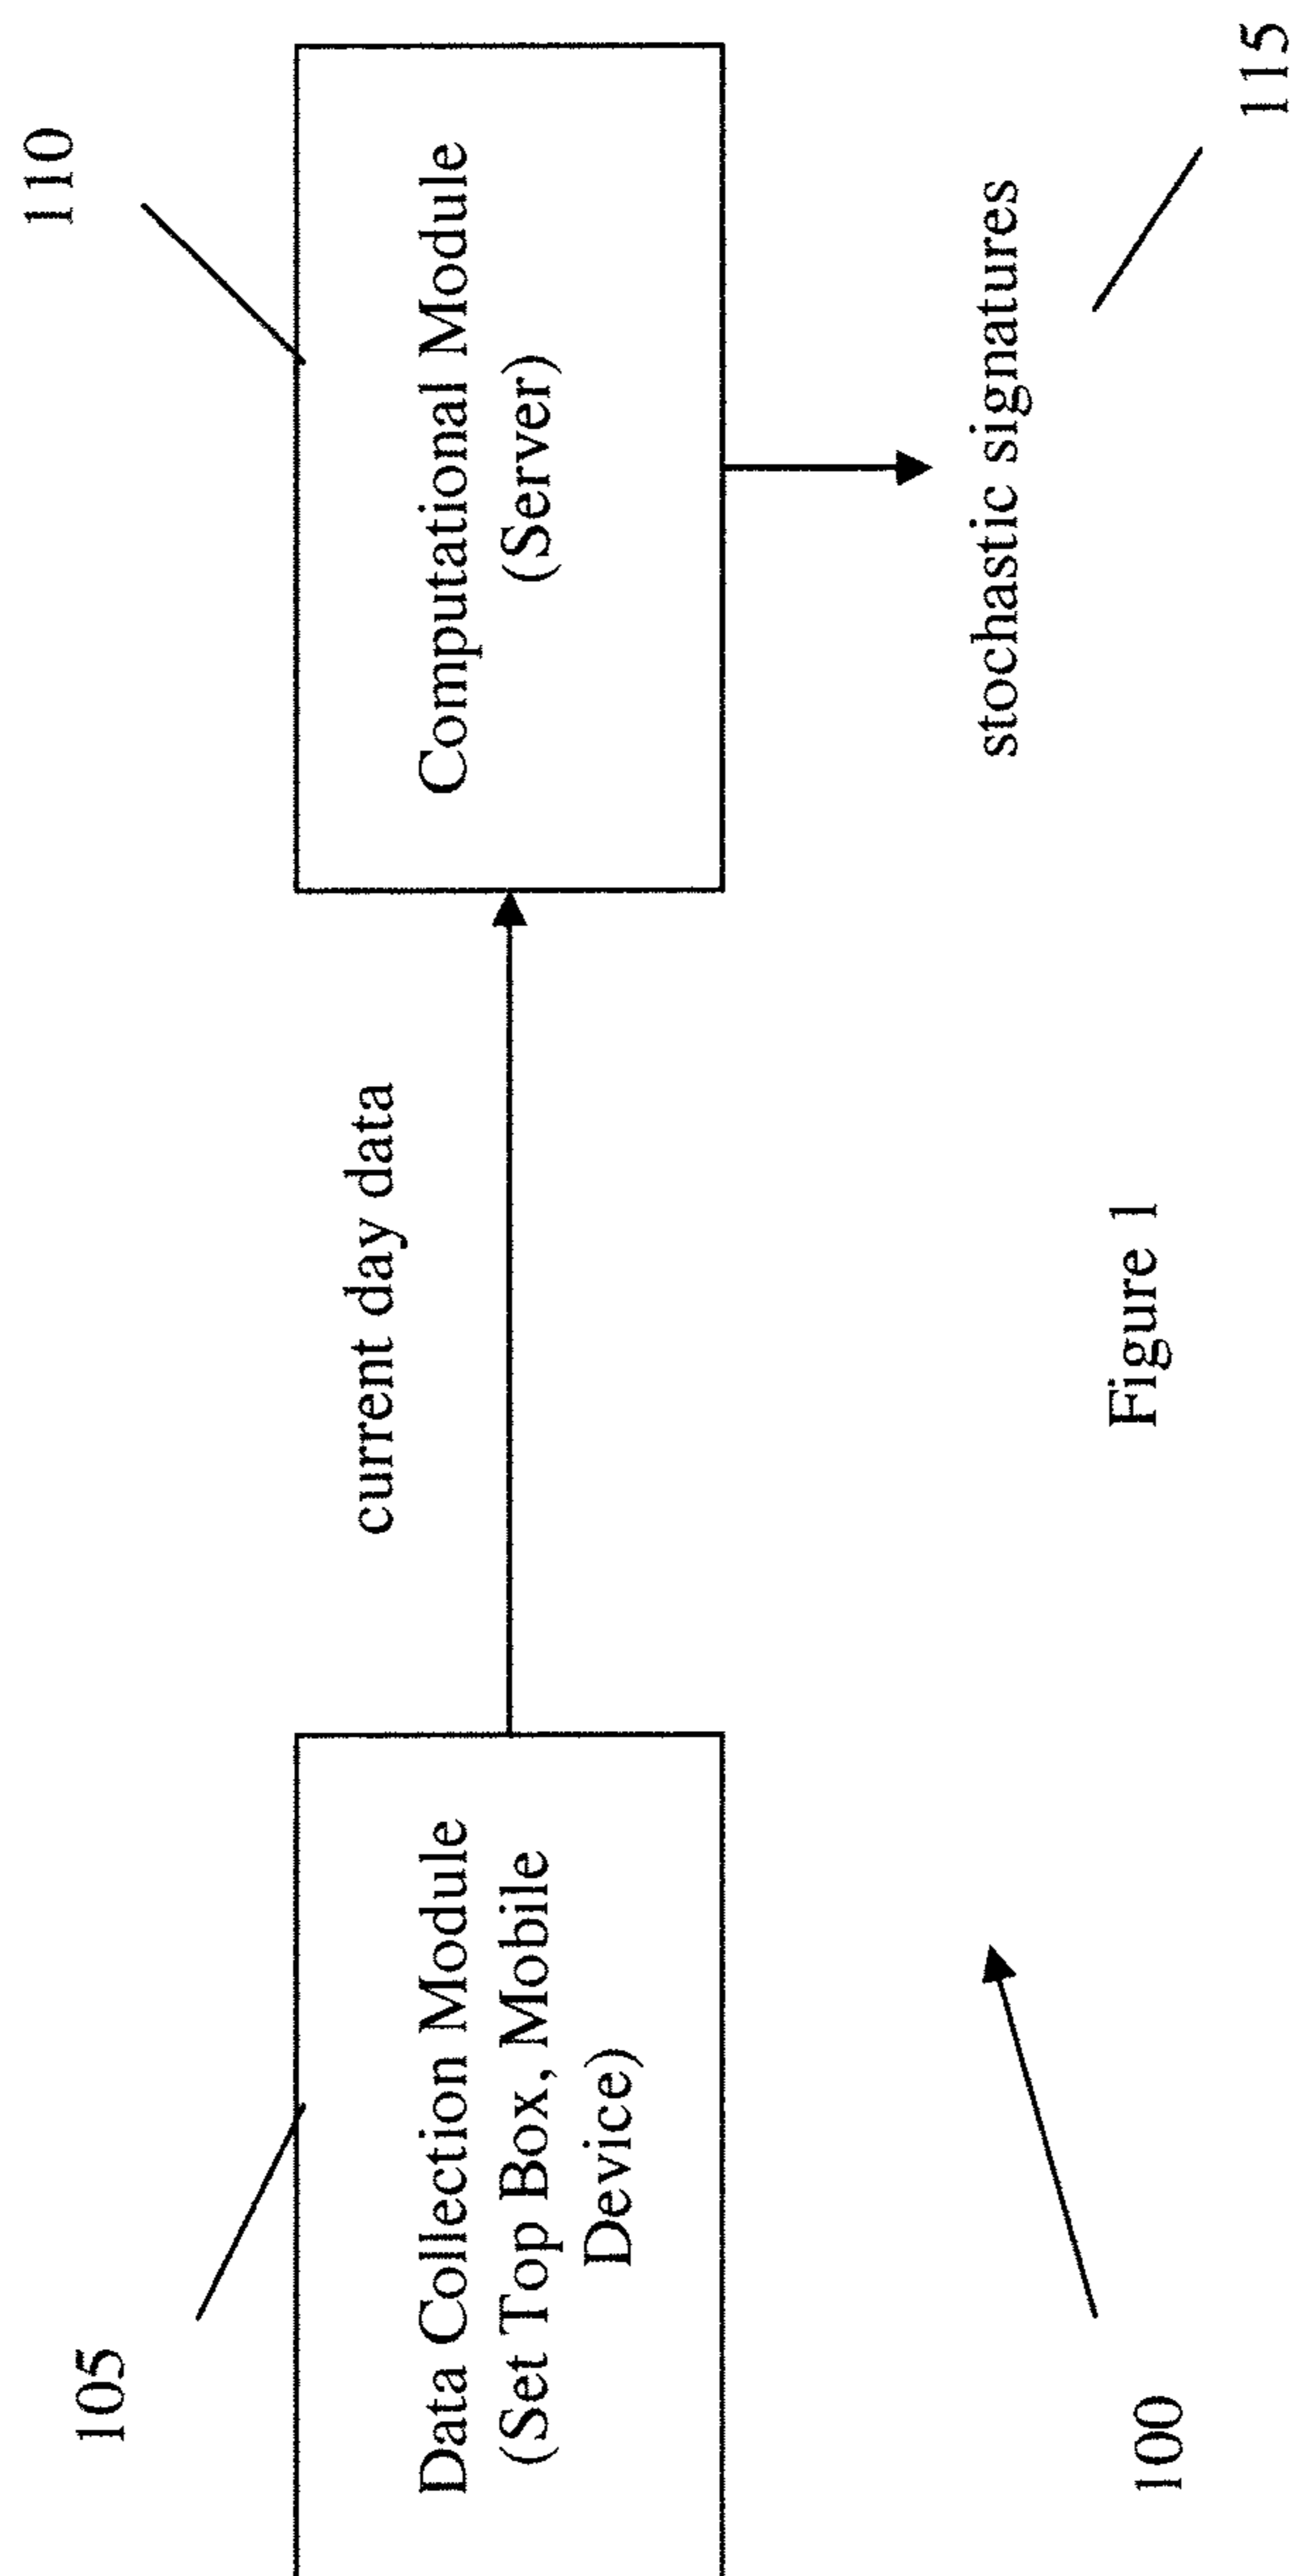 105
110
current day data
Data Collection Module
(Set Top Box, Mobile
Device)
Computational Module
(Server)
stochastic signatures
100
115
Figure 1